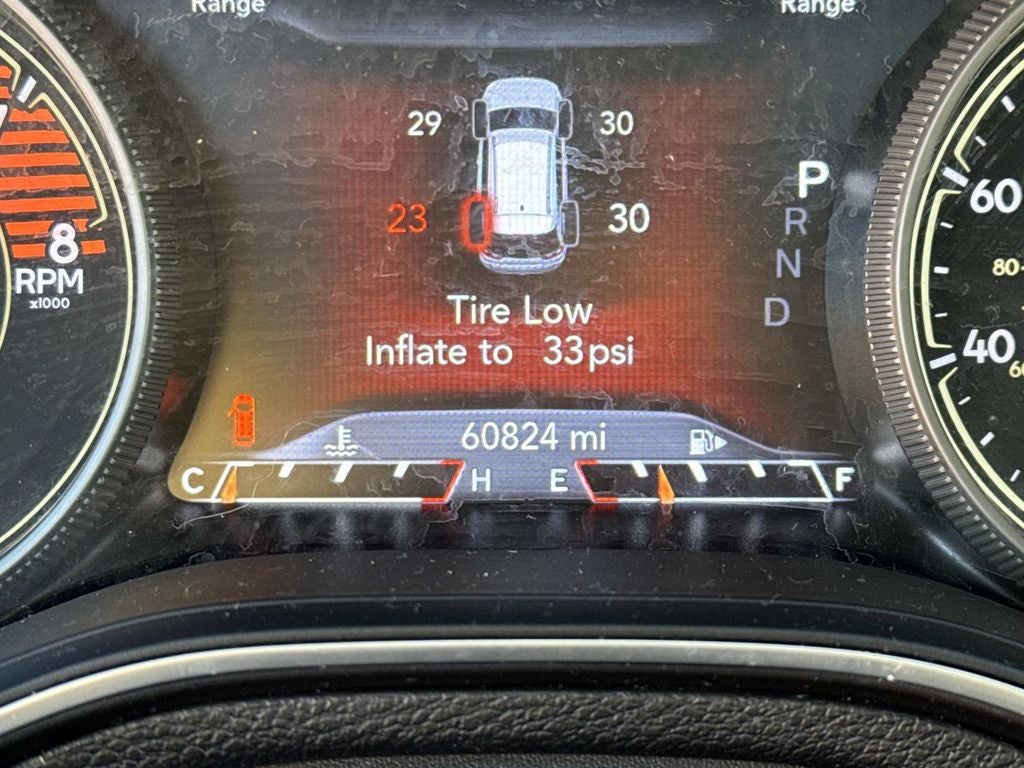 Range
Range
29
30
P
23
30
R
N
D
8
RPM
x1000
60
80
40
60
Tire Low
Inflate to 33psi
60824 mi
C
H
E
F